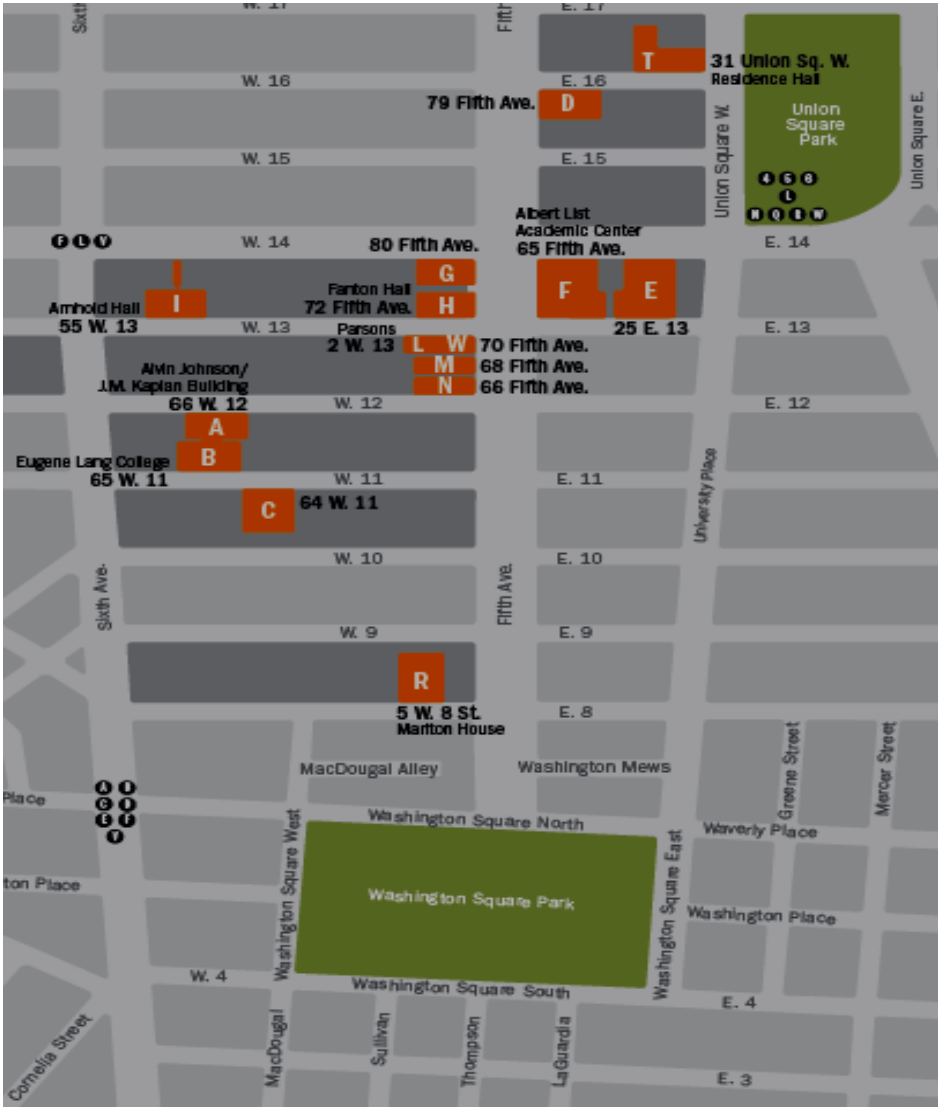 W. 17
E. 17
Sixth
Fifth
T
31 Union Sq. W.
Residence Hall
W. 16
E. 16
79 Fifth Ave.
D
Union
Square
Park
Union Square W.
Union Square E.
W. 15
E. 15
4 5 6
L
N Q R W
Albert List
Academic Center
65 Fifth Ave.
F L V
W. 14
80 Fifth Ave.
E. 14
G
F
E
I
Fanton Hall
72 Fifth Ave.
H
Arnhold Hall
55 W. 13
W. 13
25 E. 13
E. 13
Parsons
2 W. 13
L W
70 Fifth Ave.
M
68 Fifth Ave.
N
66 Fifth Ave.
Alvin Johnson/
J.M. Kaplan Building
66 W. 12
W. 12
E. 12
A
B
Eugene Lang College
65 W. 11
W. 11
E. 11
University Place
C
64 W. 11
W. 10
E. 10
Sixth Ave.
Fifth Ave.
W. 9
E. 9
R
5 W. 8 St.
Marlton House
E. 8
Greene Street
Mercer Street
MacDougal Alley
Washington Mews
A B
C D
E F
V
Place
Washington Square North
Waverly Place
Washington Square West
Washington Square East
Washington Square Park
ton Place
Washington Place
W. 4
Washington Square South
E. 4
Cornelia Street
MacDougal
Sullivan
Thompson
LaGuardia
E. 3